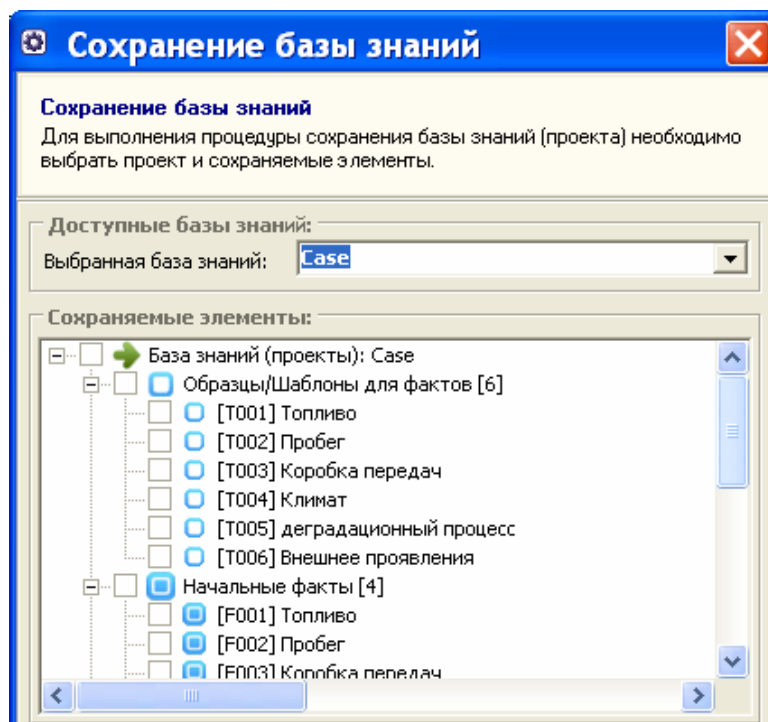 Сохранение базы знаний
Сохранение базы знаний
Для выполнения процедуры сохранения базы знаний (проекта) необходимо
выбрать проект и сохраняемые элементы.
Доступные базы знаний:
Выбранная база знаний: Case
Сохраняемые элементы:
База знаний (проекты): Case
Образцы/Шаблоны для фактов [6]
[T001] Топливо
[T002] Пробег
[T003] Коробка передач
[T004] Климат
[T005] деградационный процесс
[T006] Внешнее проявления
Начальные факты [4]
[F001] Топливо
[F002] Пробег
[F003] Коробка передач